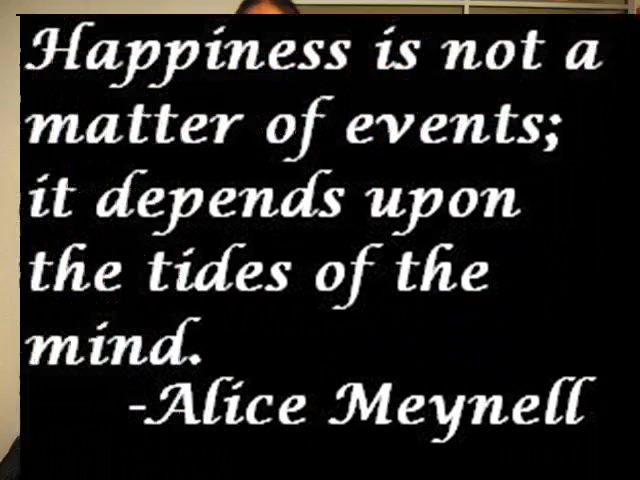 Happiness is not a
matter of events;
it depends upon
the tides of the
mind.
-Alice Meynell